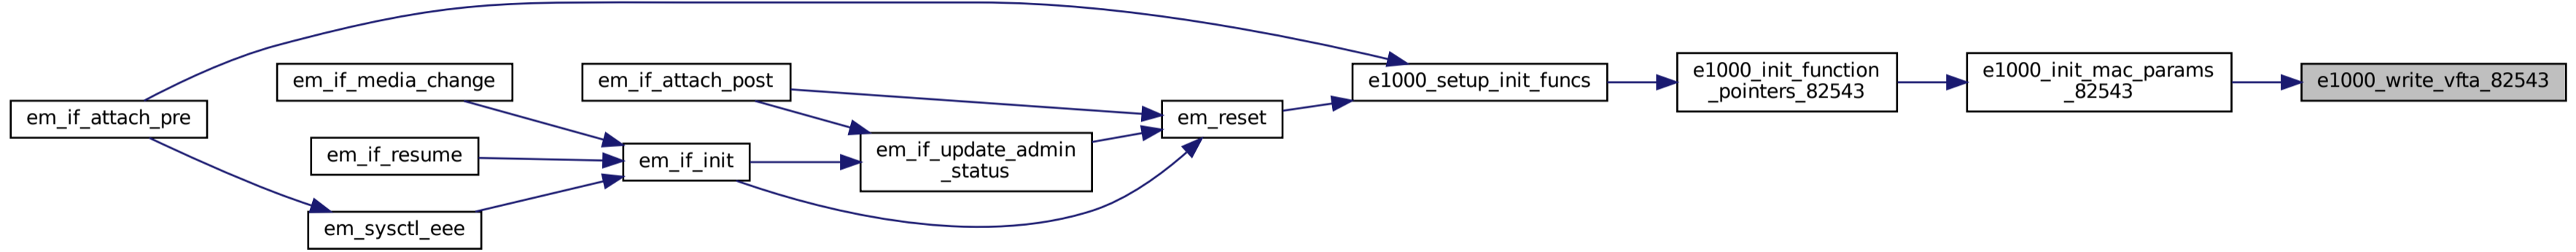 em_if_attach_pre
em_if_media_change
em_if_resume
em_sysctl_eee
em_if_attach_post
em_if_init
em_if_update_admin
_status
em_reset
e1000_setup_init_funcs
e1000_init_function
_pointers_82543
e1000_init_mac_params
_82543
e1000_write_vfta_82543